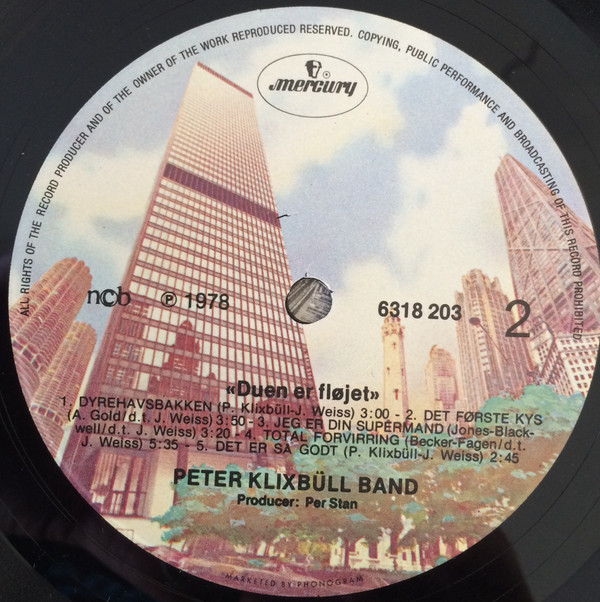 ALL RIGHTS OF THE RECORD PRODUCER AND OF THE OWNER OF THE WORK REPRODUCED RESERVED. COPYING, PUBLIC PERFORMANCE AND BROADCASTING OF THIS RECORD PROHIBITED.
mercury
ncb ℗ 1978
6318 203 2
«Duen er fløjet»
1. DYREHAVSBAKKEN (P. Klixbüll-J. Weiss) 3:00 - 2. DET FØRSTE KYS
(A. Gold/d.t. J. Weiss) 3:50 - 3. JEG ER DIN SUPERMAND (Jones-Black-
well/d.t. J. Weiss) 3:20 - 4. TOTAL FORVIRRING (Becker-Fagen/d.t.
J. Weiss) 5:35 - 5. DET ER SÅ GODT (P. Klixbüll-J. Weiss) 2:45
PETER KLIXBÜLL BAND
Producer: Per Stan
MARKETED BY PHONOGRAM